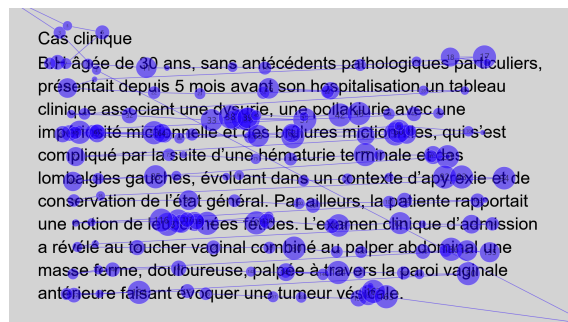 Cas clinique
B.H âgée de 30 ans, sans antécédents pathologiques particuliers,
présentait depuis 5 mois avant son hospitalisation un tableau
clinique associant une dysurie, une pollakiurie avec une
impériosité mictionnelle et des brûlures mictionnelles, qui s'est
compliqué par la suite d'une hématurie terminale et des
lombalgies gauches, évoluant dans un contexte d'apyrexie et de
conservation de l'état général. Par ailleurs, la patiente rapportait
une notion de leucorrhées fétides. L'examen clinique d'admission
a révélé au toucher vaginal combiné au palper abdominal une
masse ferme, douloureuse, palpée à travers la paroi vaginale
antérieure faisant évoquer une tumeur vésicale.